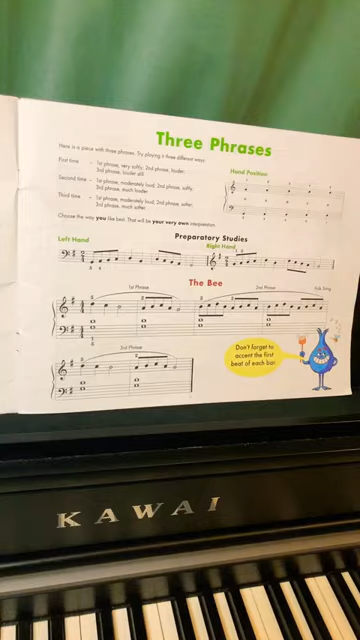 Three Phrases
Here is a piece with three phrases. Try playing it three different ways:
First time – 1st phrase, very softly; 2nd phrase, louder;
3rd phrase, louder still.
Second time – 1st phrase, moderately loud; 2nd phrase, softly;
3rd phrase, much louder.
Third time – 1st phrase, moderately loud; 2nd phrase, softer;
3rd phrase, much softer.
Choose the way you like best. That will be your very own interpretation.
Hand Position
Preparatory Studies
Left Hand
Right Hand
The Bee
1st Phrase
2nd Phrase
Folk Song
3rd Phrase
Don't forget to
accent the first
beat of each bar.
KAWAI